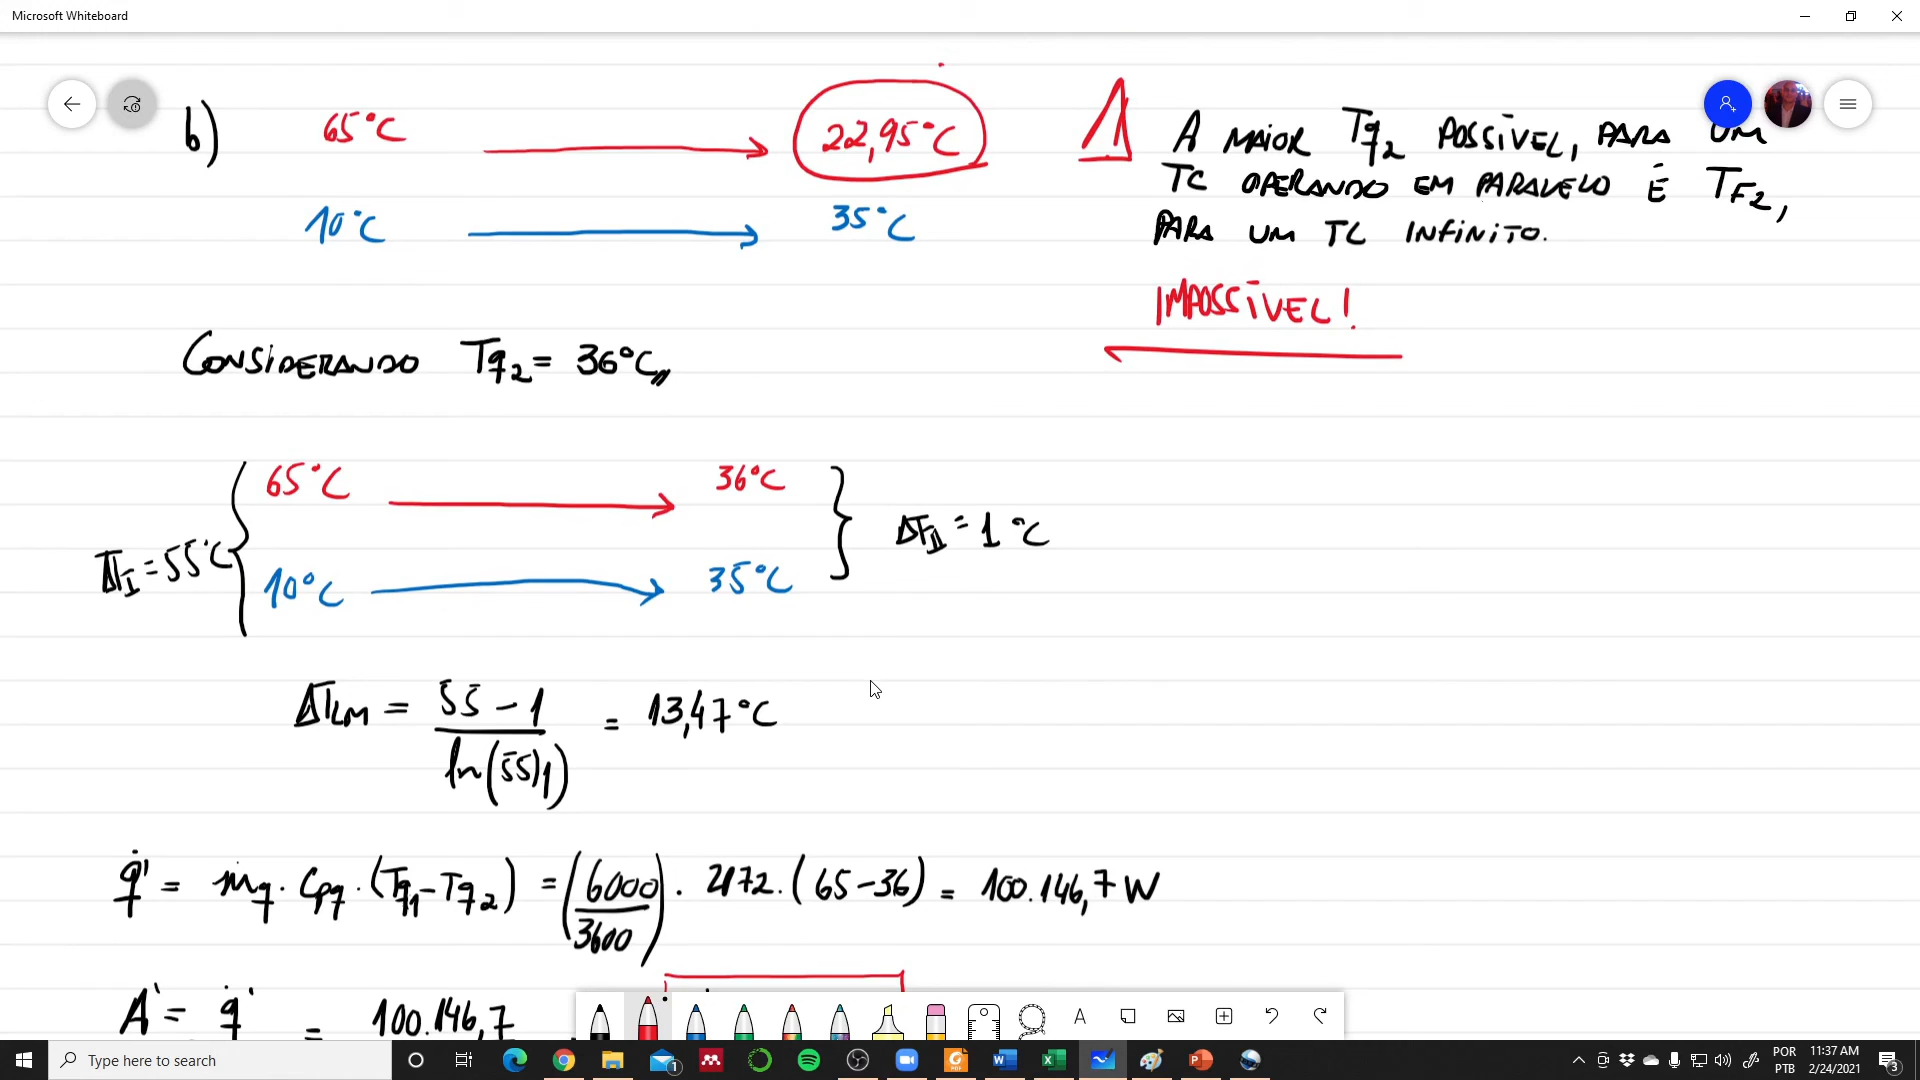 Microsoft Whiteboard
b) 65°C 22,95°C
10°C 35°C
A MAIOR Tq2 POSSÍVEL, PARA UM
TC OPERANDO EM PARALELO É TF2,
PARA UM TC INFINITO.
IMPOSSÍVEL!
CONSIDERANDO Tq2 = 36°C,,
65°C 36°C
ΔTI = 55°C ΔTII = 1°C
10°C 35°C
ΔTLM = 55 - 1 / ln(55/1) = 13,47°C
q̇' = ṁq · Cpq · (Tq1 - Tq2) = (6000/3600) · 2072 · (65 - 36) = 100.146,7 W
A' = q̇' = 100.146,7
A
Type here to search
1
POR
PTB
11:37 AM
2/24/2021
3